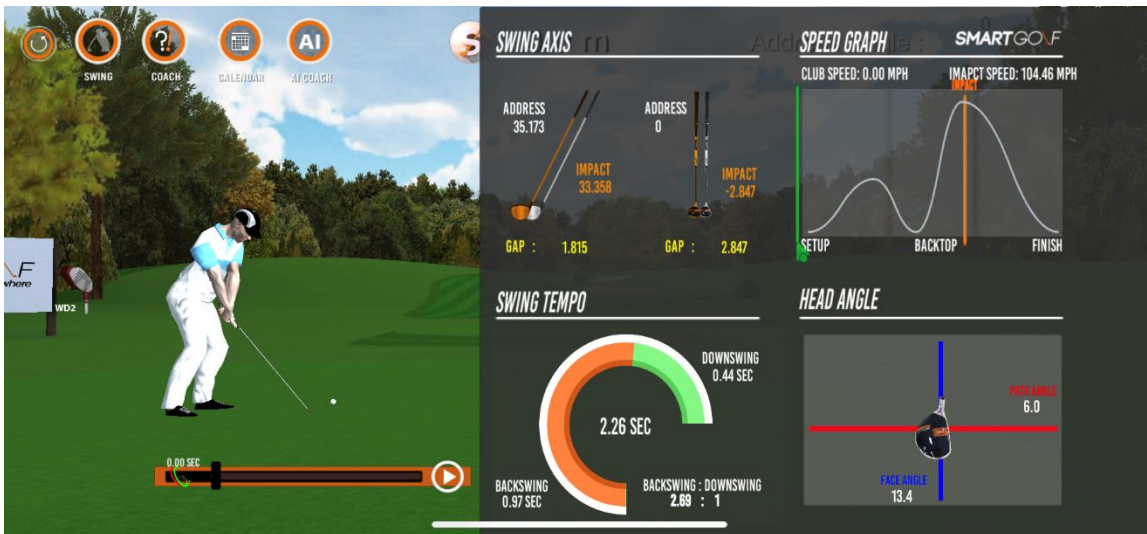 SWING
COACH
CALENDAR
AI
AI COACH
S
F
where
WD2
0.00 SEC
SWING AXIS
m
ADDRESS
35.173
IMPACT
33.358
GAP : 1.815
ADDRESS
0
IMPACT
-2.847
GAP : 2.847
SPEED GRAPH
SMARTGOLF
CLUB SPEED: 0.00 MPH
IMAPCT SPEED: 104.46 MPH
IMPACT
SETUP
BACKTOP
FINISH
SWING TEMPO
DOWNSWING
0.44 SEC
2.26 SEC
BACKSWING
0.97 SEC
BACKSWING : DOWNSWING
2.69 : 1
HEAD ANGLE
PATH ANGLE
6.0
FACE ANGLE
13.4